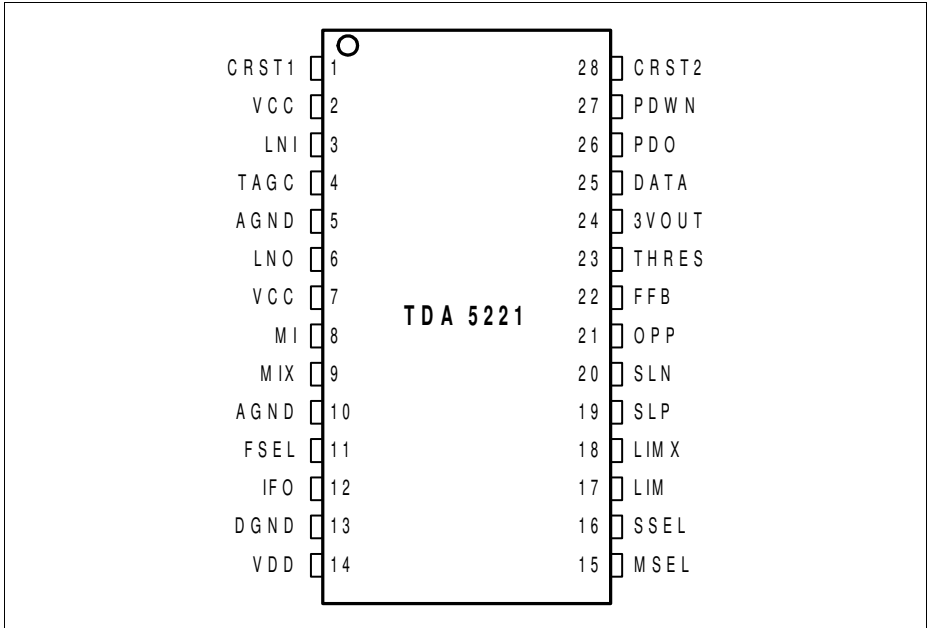 CRST1 1 28 CRST2
VCC 2 27 PDWN
LNI 3 26 PDO
TAGC 4 25 DATA
AGND 5 24 3VOUT
LNO 6 23 THRES
VCC 7 22 FFB
TDA 5221
MI 8 21 OPP
MIX 9 20 SLN
AGND 10 19 SLP
FSEL 11 18 LIMX
IFO 12 17 LIM
DGND 13 16 SSEL
VDD 14 15 MSEL